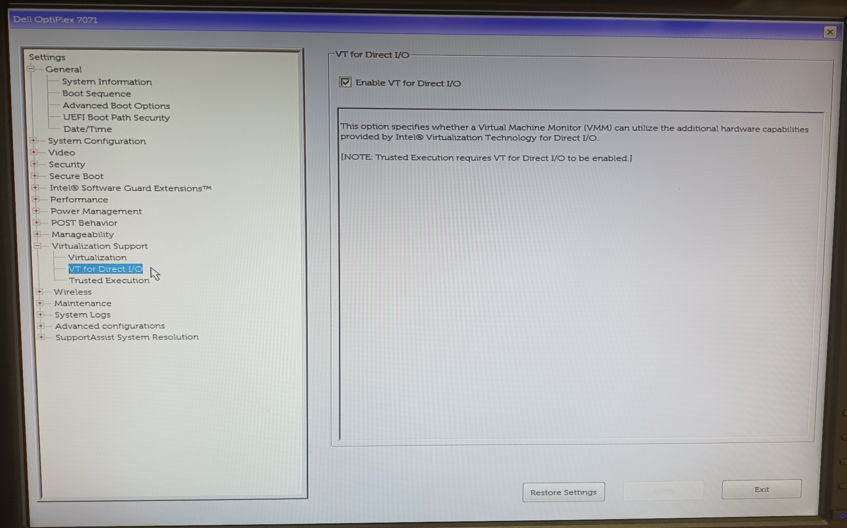 Dell OptiPlex 7071
Settings
General
System Information
Boot Sequence
Advanced Boot Options
UEFI Boot Path Security
Date/Time
System Configuration
Video
Security
Secure Boot
Intel® Software Guard Extensions™
Performance
Power Management
POST Behavior
Manageability
Virtualization Support
Virtualization
VT for Direct I/O
Trusted Execution
Wireless
Maintenance
System Logs
Advanced configurations
SupportAssist System Resolution
VT for Direct I/O
Enable VT for Direct I/O
This option specifies whether a Virtual Machine Monitor (VMM) can utilize the additional hardware capabilities
provided by Intel® Virtualization Technology for Direct I/O.
[NOTE: Trusted Execution requires VT for Direct I/O to be enabled.]
Restore Settings
Exit